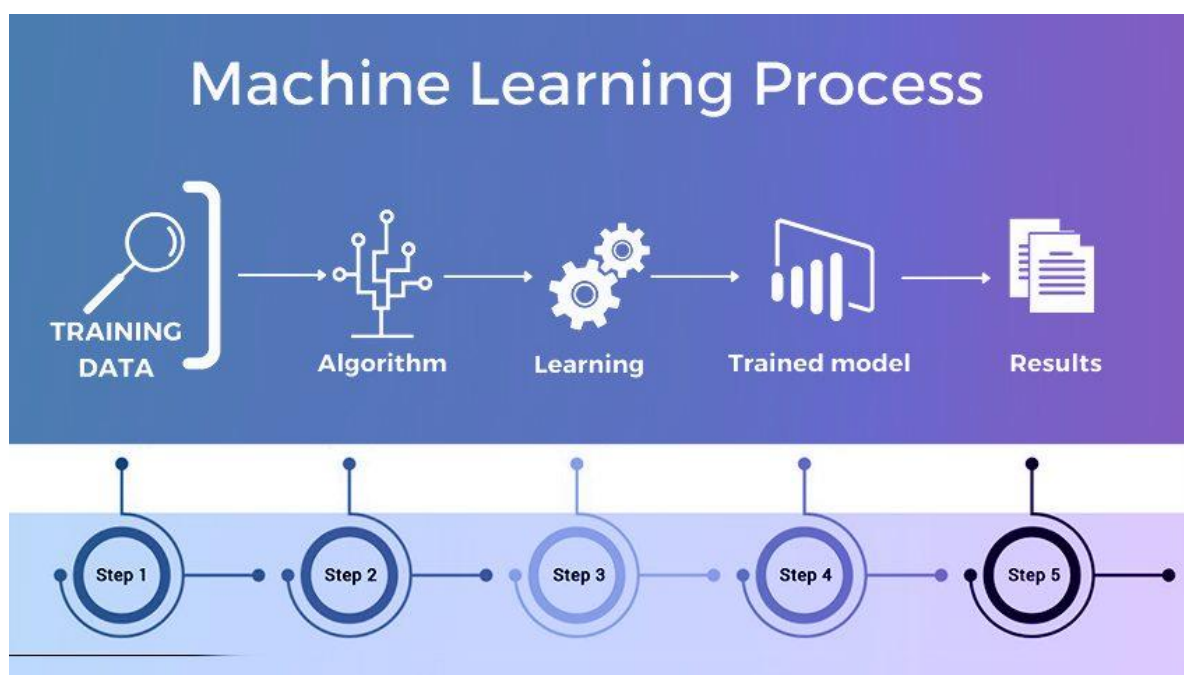 Machine Learning Process
TRAINING
DATA
Algorithm
Learning
Trained model
Results
Step 1
Step 2
Step 3
Step 4
Step 5